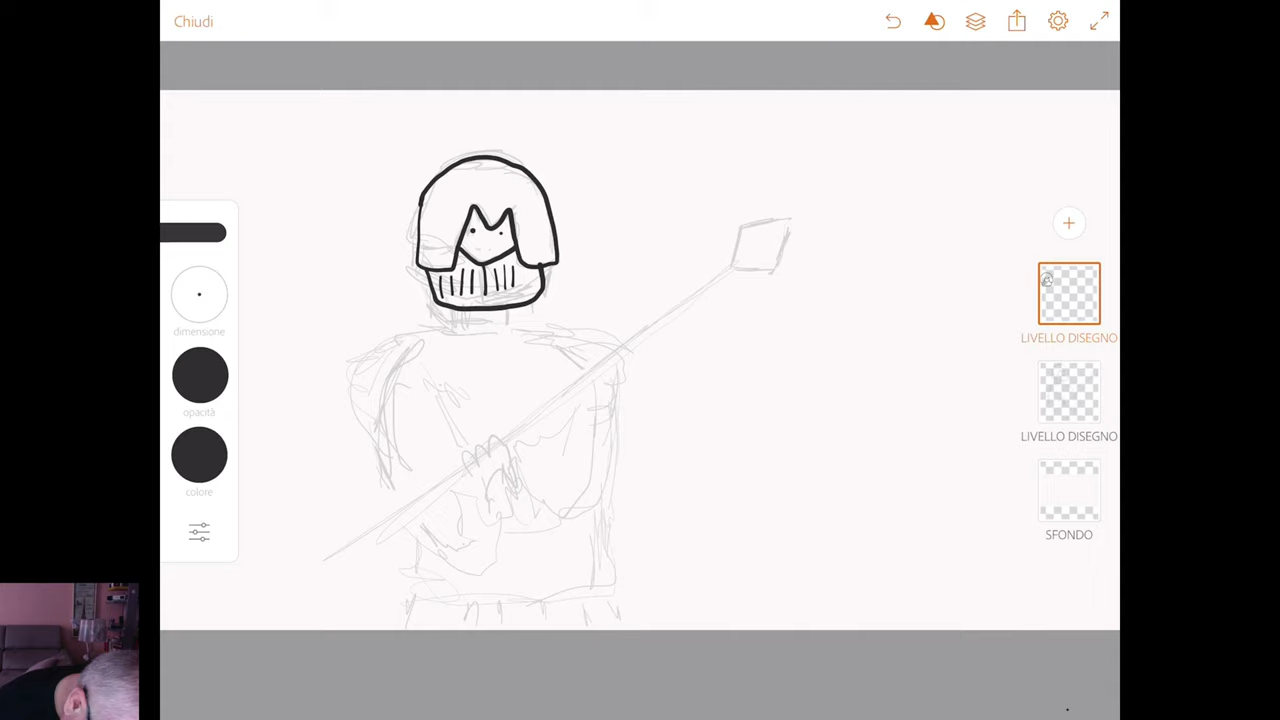 Chiudi
dimensione
opacità
colore
LIVELLO DISEGNO
LIVELLO DISEGNO
SFONDO